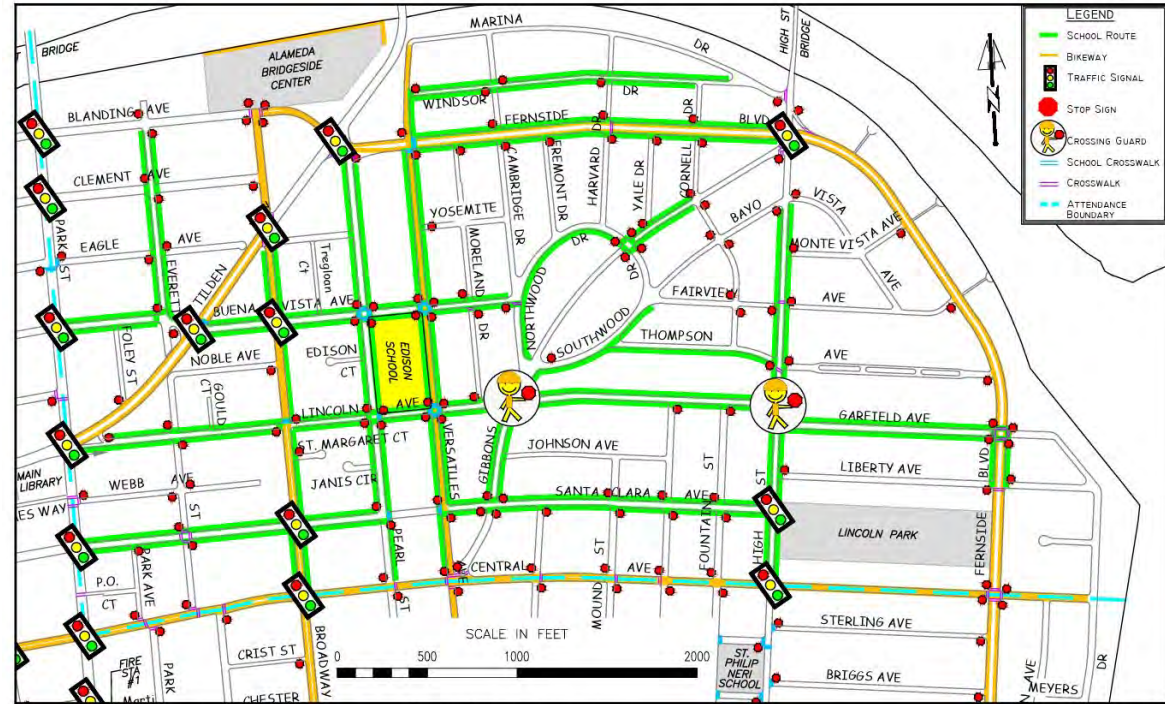 MARINA
DR
HIGH ST
BRIDGE
BRIDGE
ALAMEDA
BRIDGESIDE
CENTER
BLANDING AVE
WINDSOR
DR
DR
FERNSIDE
BLVD
CLEMENT AVE
CAMBRIDGE DR
FREMONT DR
HARVARD DR
YALE DR
CORNELL
BAYO
VISTA
YOSEMITE
MORELAND
DR
EAGLE AVE
PARK ST
EVERETT
TILDEN
Tregloan
Ct
DR
DR
MONTE VISTA AVE
AVE
BUENA VISTA AVE
NORTHWOOD
SOUTHWOOD
FAIRVIEW AVE
THOMPSON AVE
FOLEY ST
NOBLE AVE
EDISON
CT
EDISON
SCHOOL
GOULD
CT
LINCOLN AVE
ST. MARGARET CT
VERSAILLES
AVE
GIBBONS
GARFIELD AVE
JOHNSON AVE
LIBERTY AVE
MAIN
LIBRARY
WEBB AVE
ST
JANIS CIR
SANTA CLARA AVE
ST
FOUNTAIN
ST
HIGH
BLVD
FERNSIDE
LINCOLN PARK
ES WAY
P.O.
CT
PARK AVE
PEARL
ST
CENTRAL AVE
MOUND
ST
STERLING AVE
SCALE IN FEET
0 500 1000 2000
FIRE
STA
#1
PARK
CRIST ST
BROADWAY
CHESTER
ST.
PHILIP
NERI
SCHOOL
BRIGGS AVE
MEYERS
DR
N AVE
LEGEND
SCHOOL ROUTE
BIKEWAY
TRAFFIC SIGNAL
STOP SIGN
CROSSING GUARD
SCHOOL CROSSWALK
CROSSWALK
ATTENDANCE
BOUNDARY